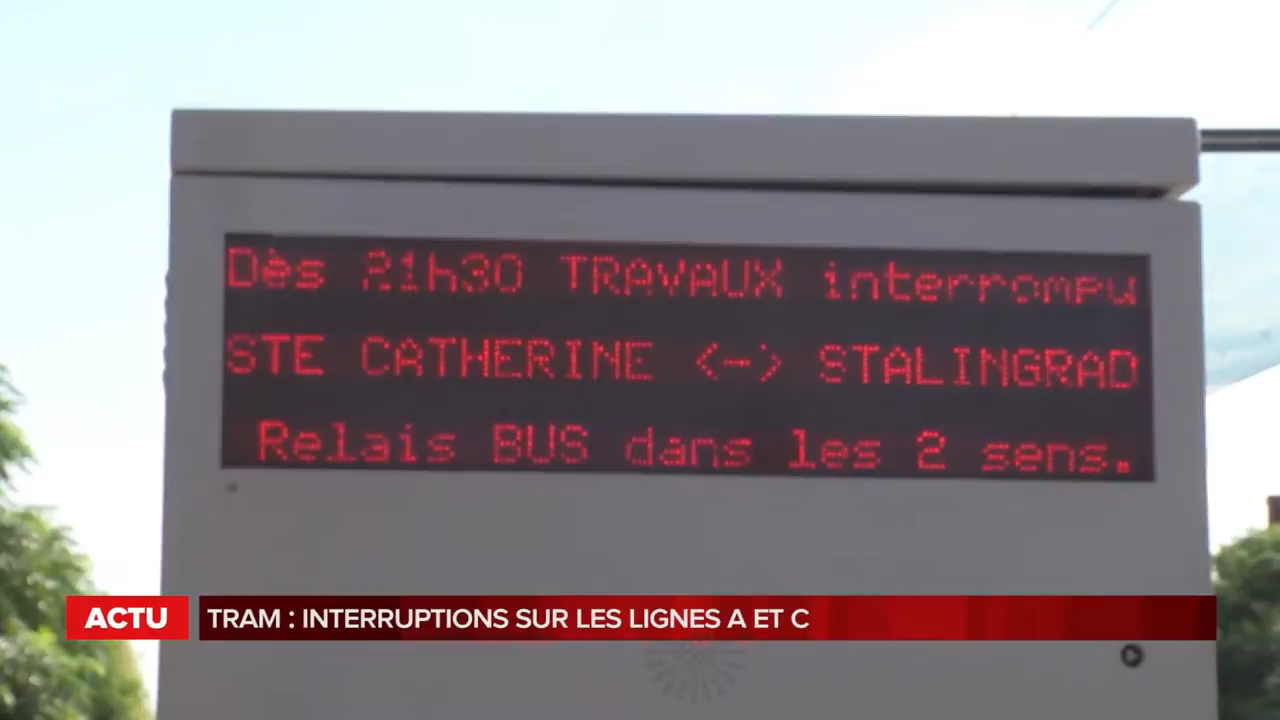 Dès 21h30 TRAVAUX interrompu
STE CATHERINE <-> STALINGRAD
Relais BUS dans les 2 sens.
ACTU
TRAM : INTERRUPTIONS SUR LES LIGNES A ET C